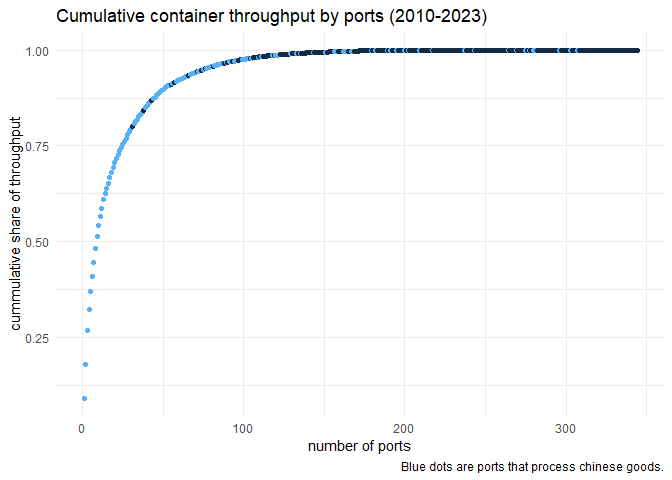 Cumulative container throughput by ports (2010-2023)
1.00
0.75
0.50
0.25
cummulative share of throughput
0
100
200
300
number of ports
Blue dots are ports that process chinese goods.